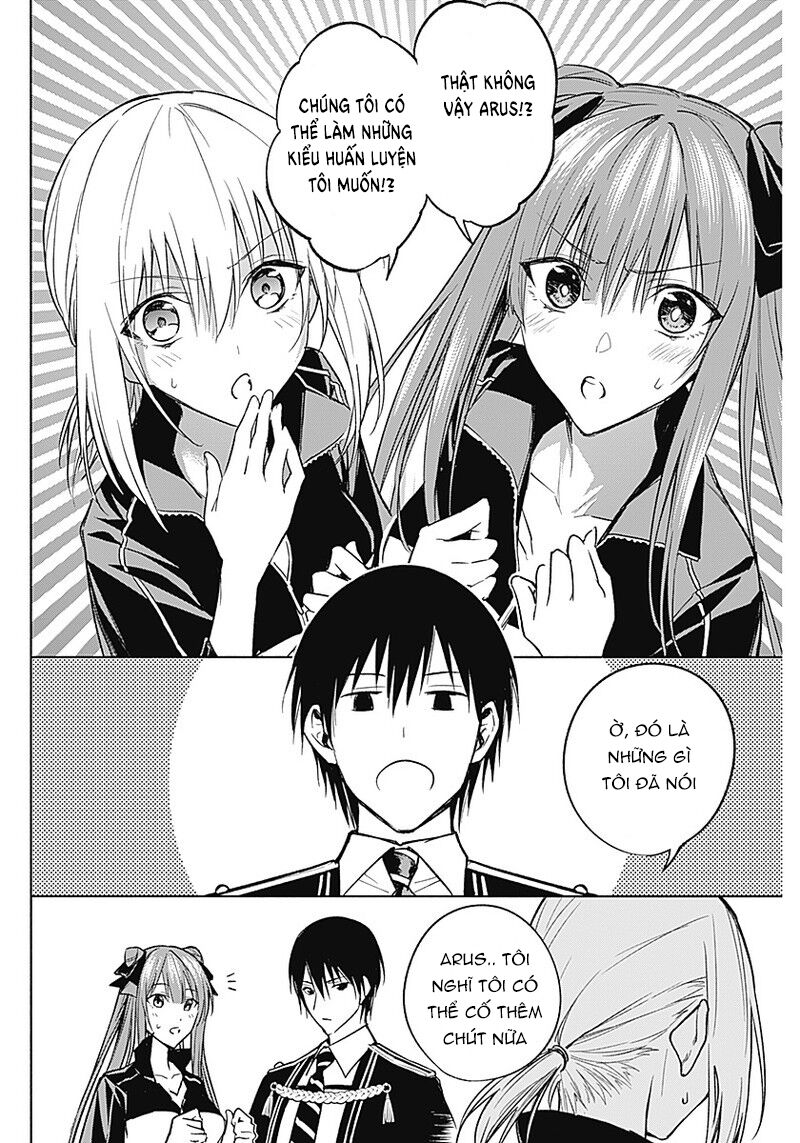 THẬT KHÔNG
VẬY ARUS!?
CHÚNG TÔI CÓ
THỂ LÀM NHỮNG
KIỂU HUẤN LUYỆN
TÔI MUỐN!?
Ờ, ĐÓ LÀ
NHỮNG GÌ
TÔI ĐÃ NÓI
ARUS.. TÔI
NGHĨ TÔI CÓ
THỂ CỐ THÊM
CHÚT NỮA